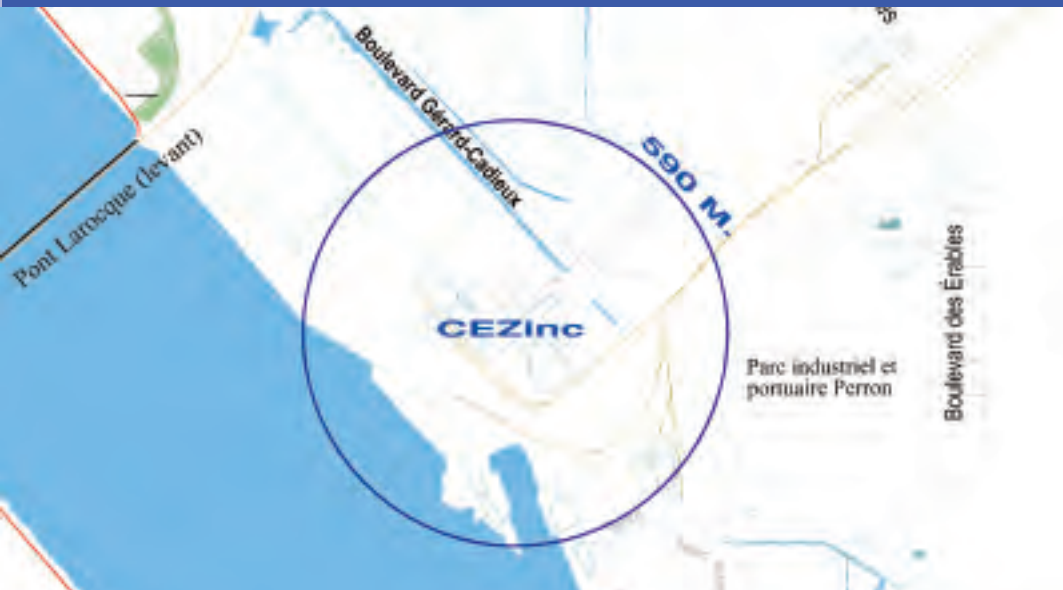 Boulevard Gérard-Cadieux
590 M.
Pont Larocque (levant)
CEZinc
Boulevard des Érables
Parc industriel et
portuaire Perron